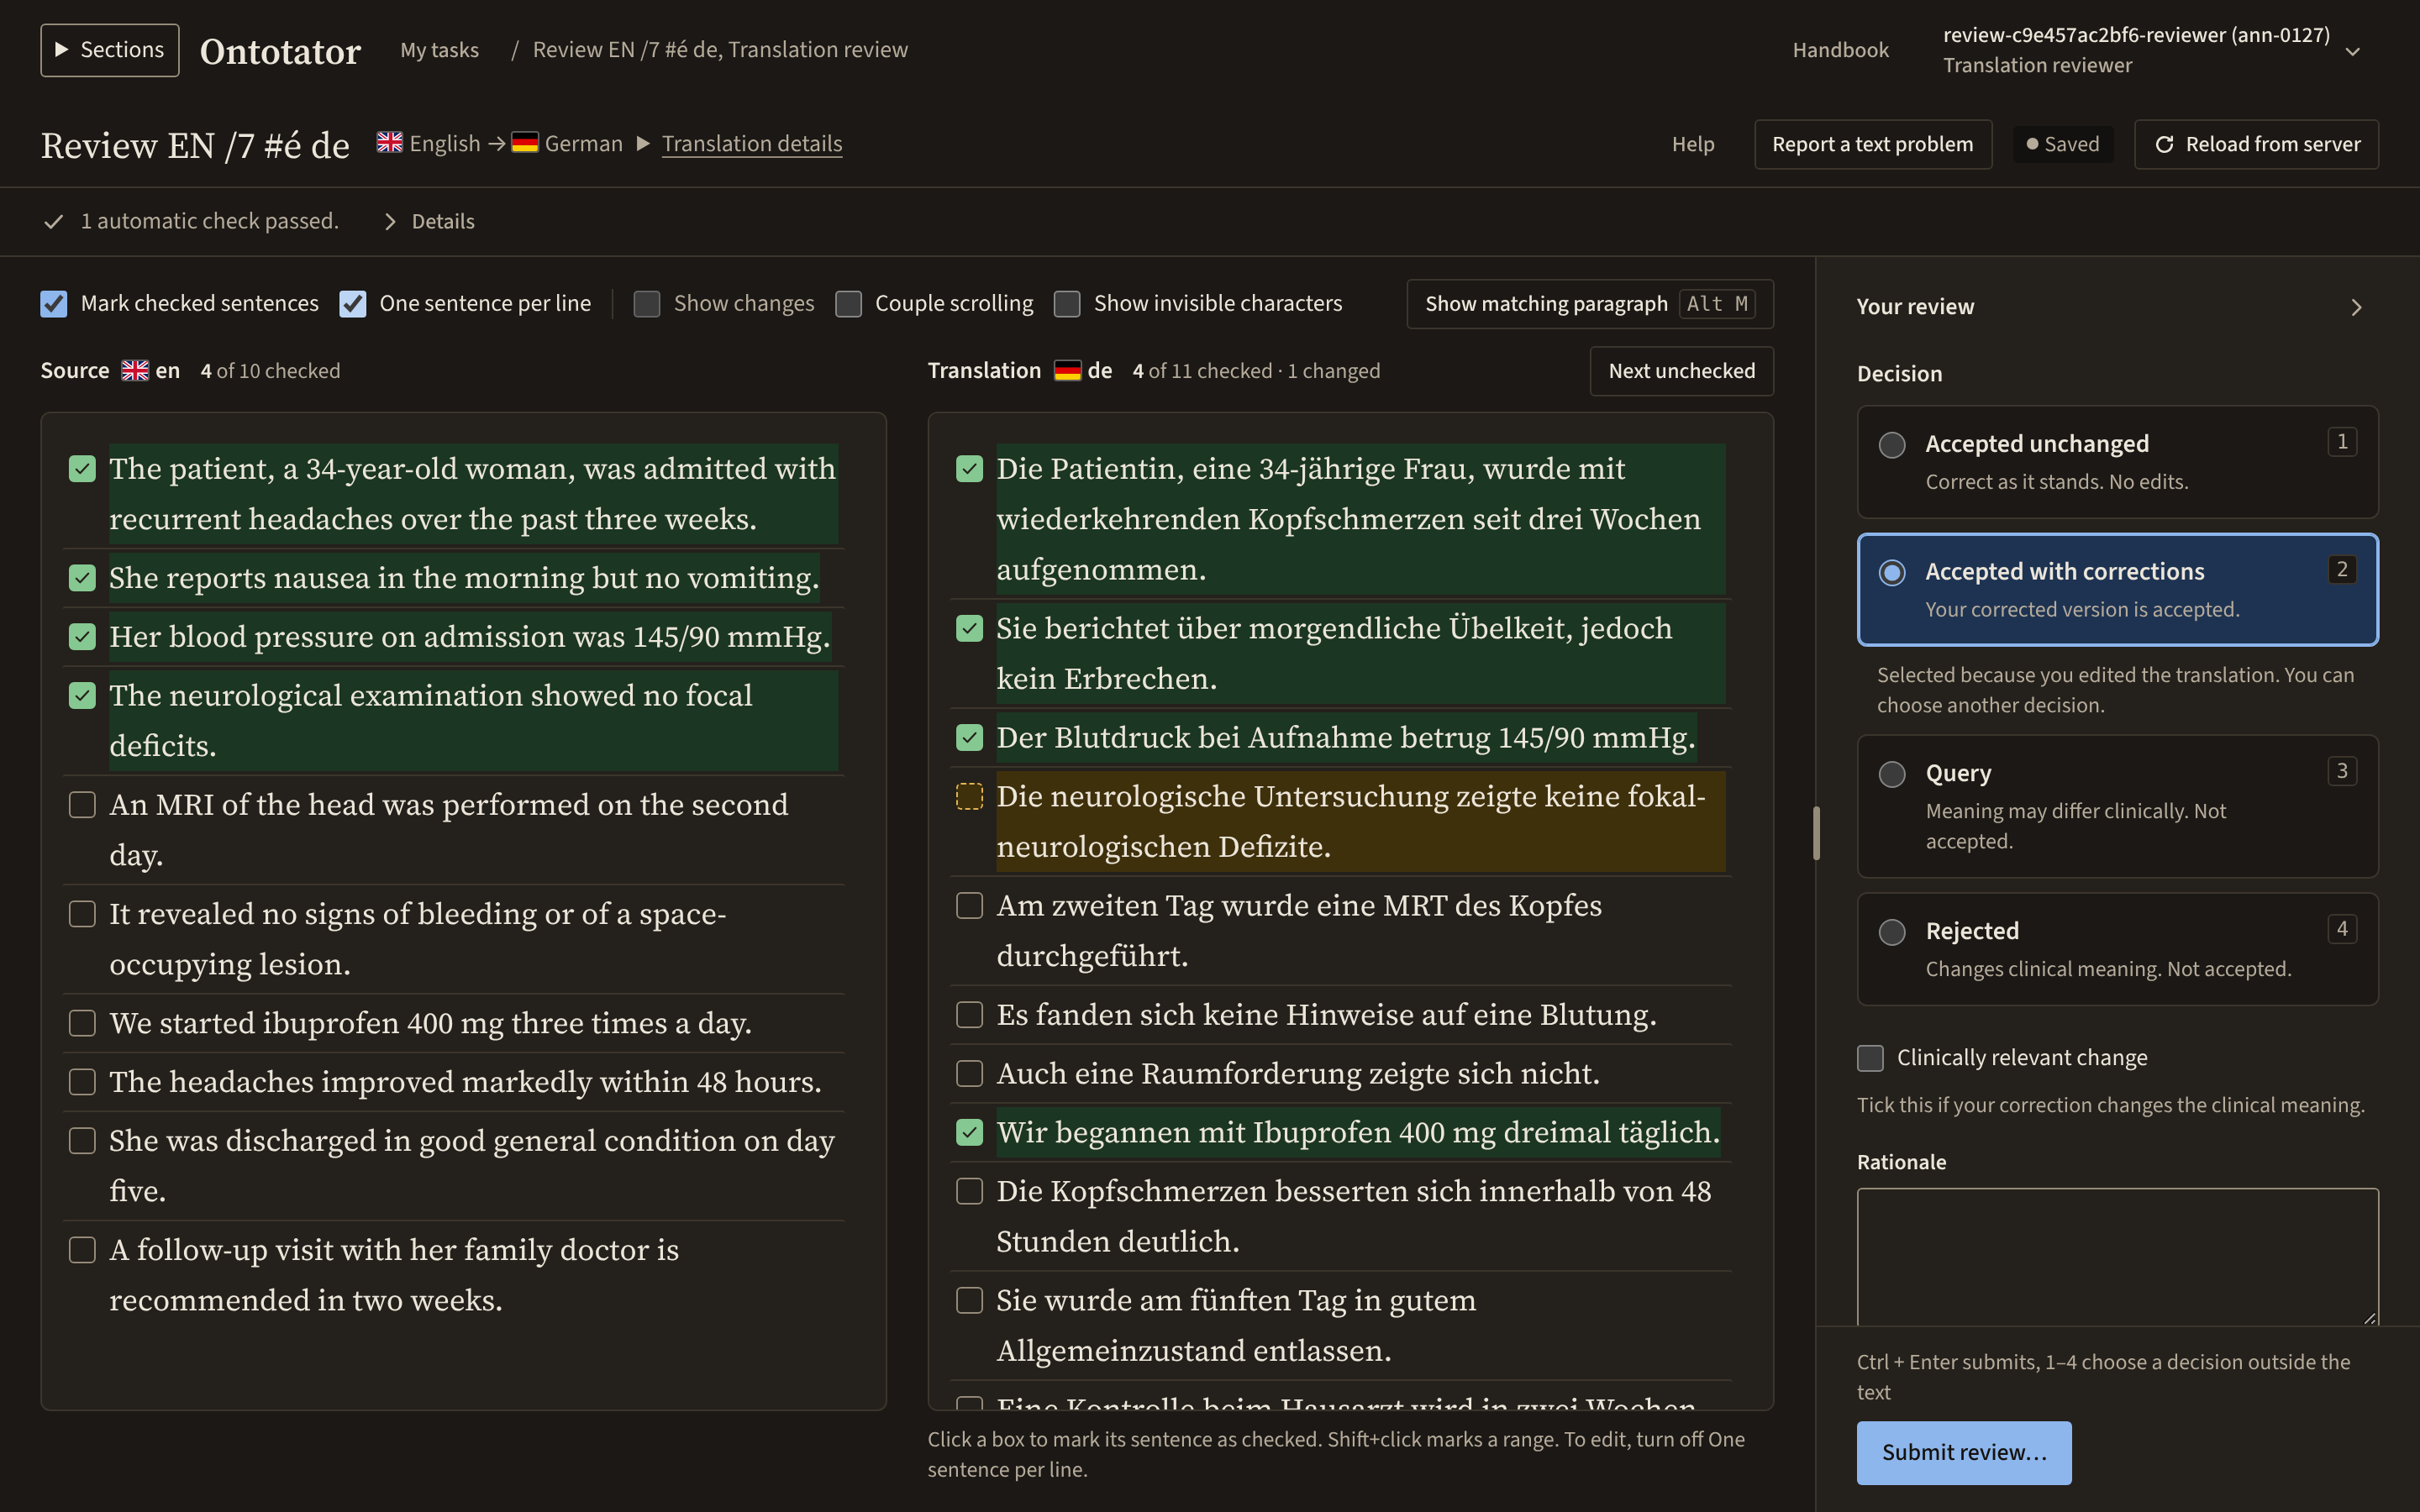 Sections
Ontotator
My tasks / Review EN /7 #é de, Translation review
Handbook
review-c9e457ac2bf6-reviewer (ann-0127)
Translation reviewer
Review EN /7 #é de
English → German
Translation details
Help
Report a text problem
Saved
Reload from server
1 automatic check passed.
Details
Mark checked sentences
One sentence per line
Show changes
Couple scrolling
Show invisible characters
Show matching paragraph Alt M
Source en 4 of 10 checked
The patient, a 34-year-old woman, was admitted with
recurrent headaches over the past three weeks.
She reports nausea in the morning but no vomiting.
Her blood pressure on admission was 145/90 mmHg.
The neurological examination showed no focal
deficits.
An MRI of the head was performed on the second
day.
It revealed no signs of bleeding or of a space-
occupying lesion.
We started ibuprofen 400 mg three times a day.
The headaches improved markedly within 48 hours.
She was discharged in good general condition on day
five.
A follow-up visit with her family doctor is
recommended in two weeks.
Translation de 4 of 11 checked · 1 changed
Next unchecked
Die Patientin, eine 34-jährige Frau, wurde mit
wiederkehrenden Kopfschmerzen seit drei Wochen
aufgenommen.
Sie berichtet über morgendliche Übelkeit, jedoch
kein Erbrechen.
Der Blutdruck bei Aufnahme betrug 145/90 mmHg.
Die neurologische Untersuchung zeigte keine fokal-
neurologischen Defizite.
Am zweiten Tag wurde eine MRT des Kopfes
durchgeführt.
Es fanden sich keine Hinweise auf eine Blutung.
Auch eine Raumforderung zeigte sich nicht.
Wir begannen mit Ibuprofen 400 mg dreimal täglich.
Die Kopfschmerzen besserten sich innerhalb von 48
Stunden deutlich.
Sie wurde am fünften Tag in gutem
Allgemeinzustand entlassen.
Eine Kontrolle beim Hausarzt wird in zwei Wochen
Click a box to mark its sentence as checked. Shift+click marks a range. To edit, turn off One
sentence per line.
Your review
Decision
Accepted unchanged 1
Correct as it stands. No edits.
Accepted with corrections 2
Your corrected version is accepted.
Selected because you edited the translation. You can
choose another decision.
Query 3
Meaning may differ clinically. Not
accepted.
Rejected 4
Changes clinical meaning. Not accepted.
Clinically relevant change
Tick this if your correction changes the clinical meaning.
Rationale
Ctrl + Enter submits, 1–4 choose a decision outside the
text
Submit review…